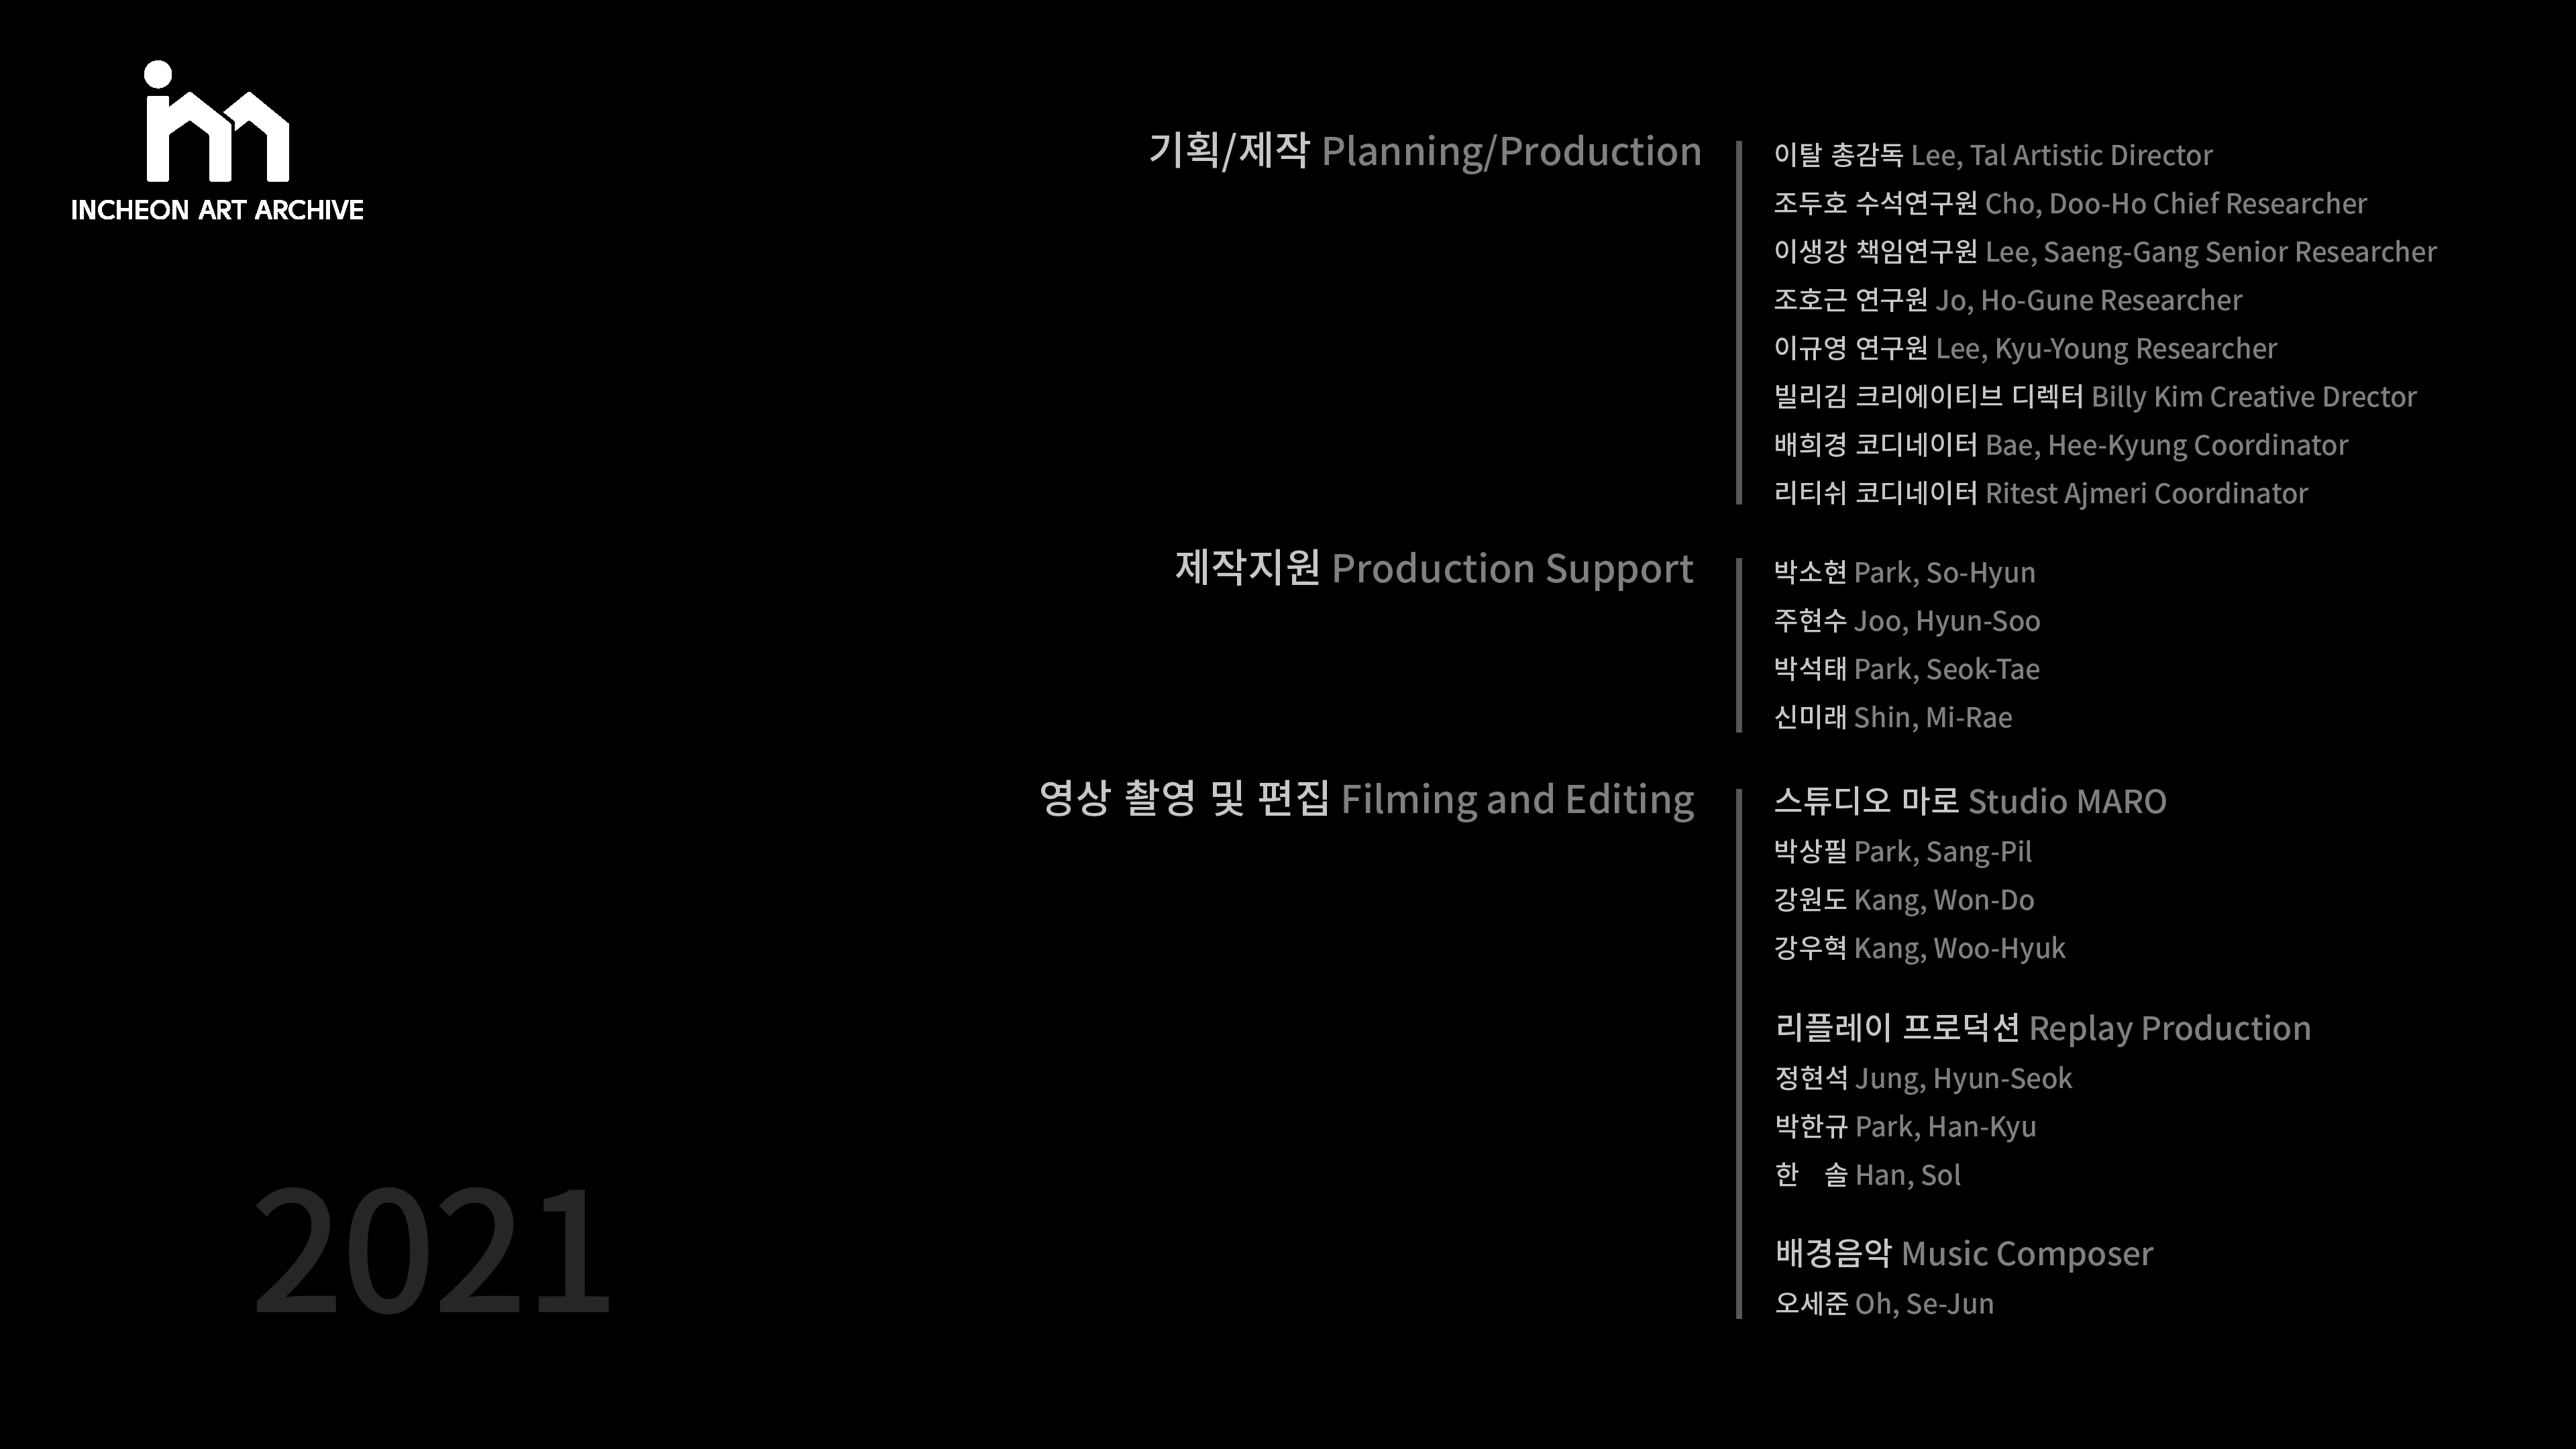 im
INCHEON ART ARCHIVE
기획/제작 Planning/Production
이탈 총감독 Lee, Tal Artistic Director
조두호 수석연구원 Cho, Doo-Ho Chief Researcher
이생강 책임연구원 Lee, Saeng-Gang Senior Researcher
조호근 연구원 Jo, Ho-Gune Researcher
이규영 연구원 Lee, Kyu-Young Researcher
빌리김 크리에이티브 디렉터 Billy Kim Creative Drector
배희경 코디네이터 Bae, Hee-Kyung Coordinator
리티쉬 코디네이터 Ritest Ajmeri Coordinator
제작지원 Production Support
박소현 Park, So-Hyun
주현수 Joo, Hyun-Soo
박석태 Park, Seok-Tae
신미래 Shin, Mi-Rae
영상 촬영 및 편집 Filming and Editing
스튜디오 마로 Studio MARO
박상필 Park, Sang-Pil
강원도 Kang, Won-Do
강우혁 Kang, Woo-Hyuk
리플레이 프로덕션 Replay Production
정현석 Jung, Hyun-Seok
박한규 Park, Han-Kyu
한 솔 Han, Sol
배경음악 Music Composer
오세준 Oh, Se-Jun
2021